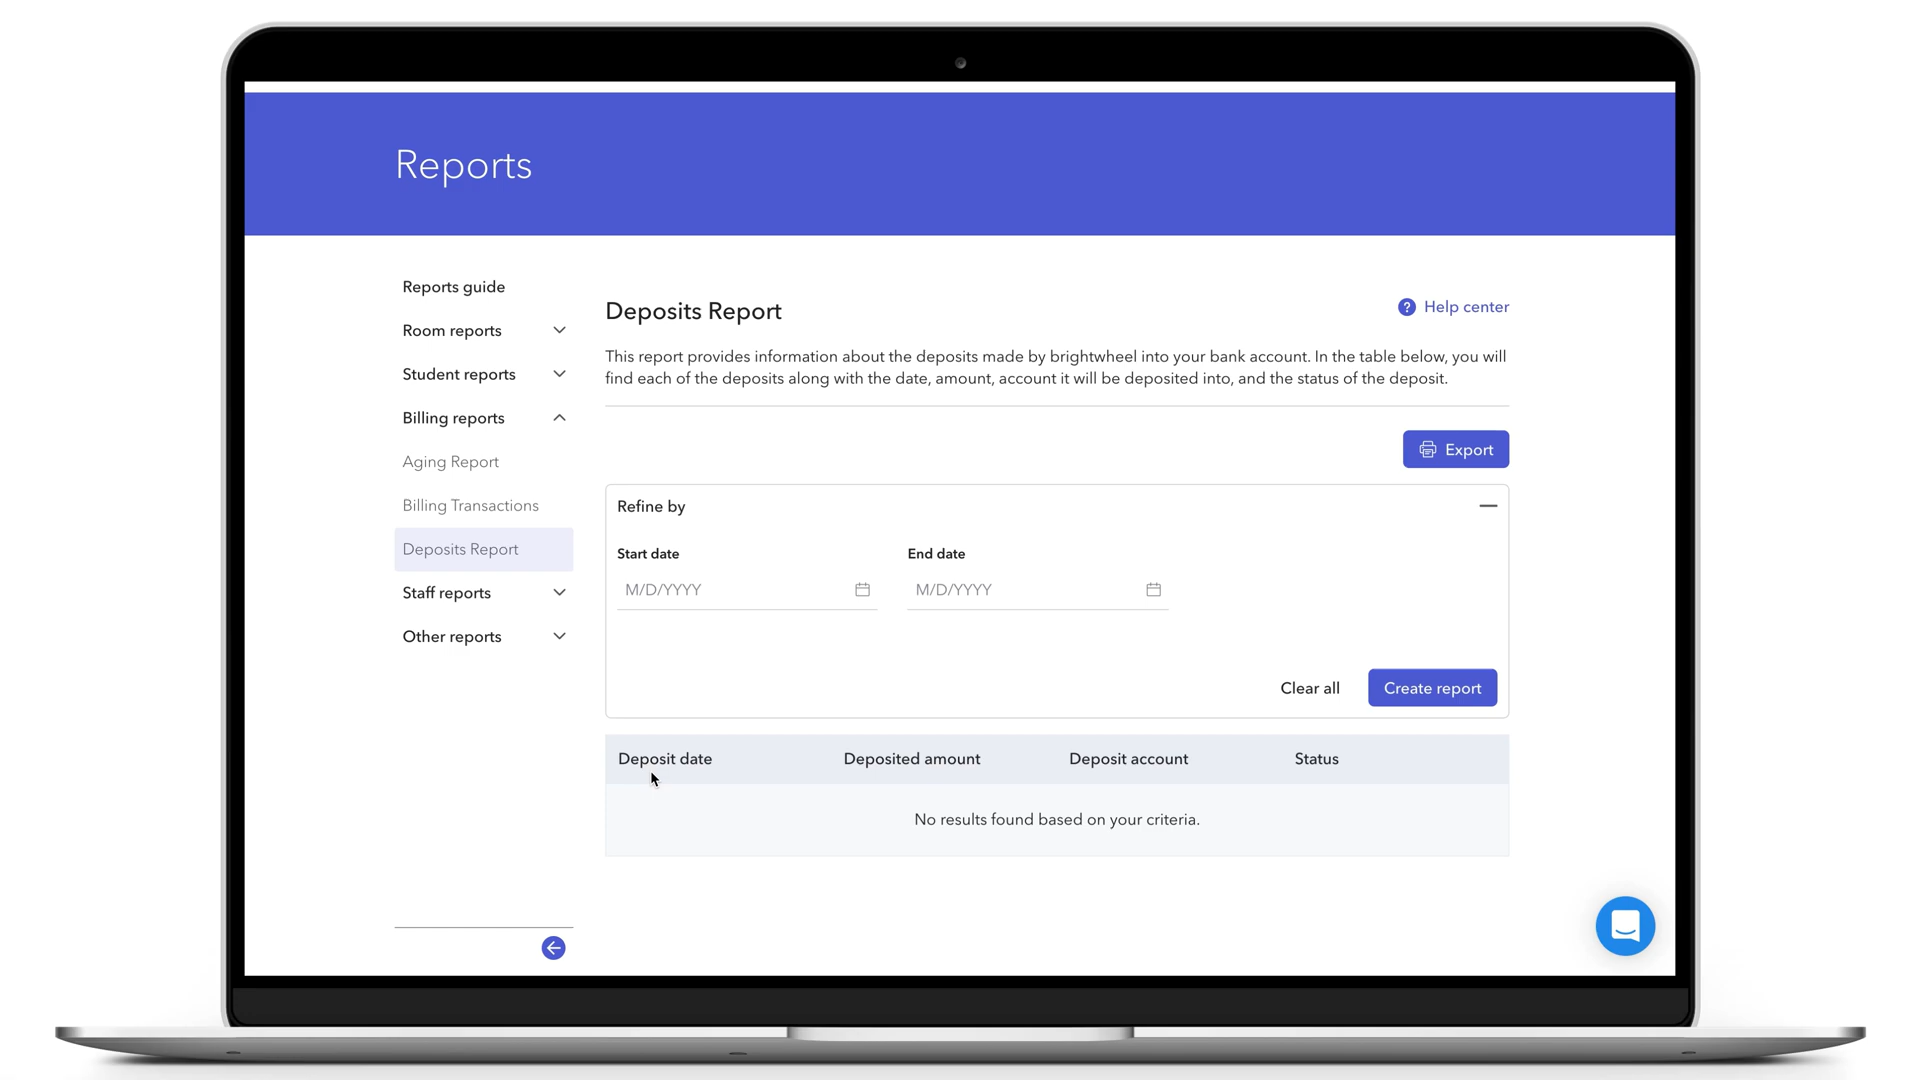 Reports
Reports guide
Room reports
Student reports
Billing reports
Aging Report
Billing Transactions
Deposits Report
Staff reports
Other reports
Deposits Report
Help center
This report provides information about the deposits made by brightwheel into your bank account. In the table below, you will
find each of the deposits along with the date, amount, account it will be deposited into, and the status of the deposit.
Export
Refine by
Start date
End date
M/D/YYYY
M/D/YYYY
Clear all
Create report
Deposit date
Deposited amount
Deposit account
Status
No results found based on your criteria.